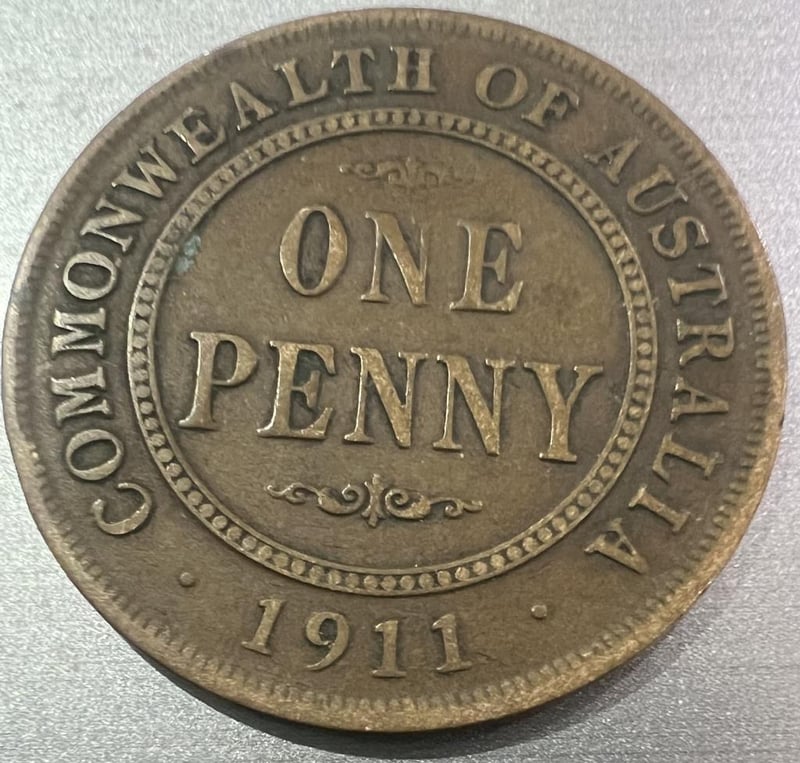 COMMONWEALTH OF AUSTRALIA
ONE
PENNY
· 1911 ·